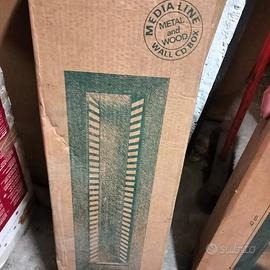 MEDIA LINE
METAL
and
WOOD
WALL CD BOX
subito